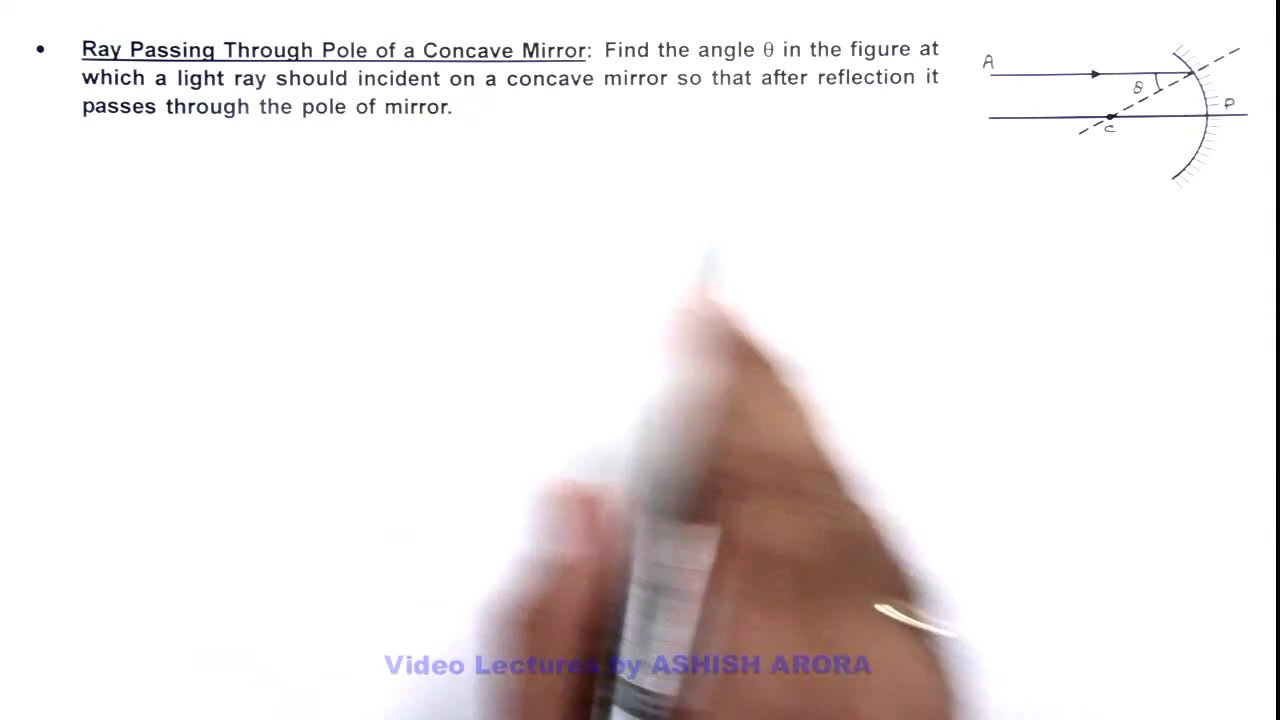 • Ray Passing Through Pole of a Concave Mirror: Find the angle θ in the figure at
which a light ray should incident on a concave mirror so that after reflection it
passes through the pole of mirror.
A
θ
P
C
Video Lectures by ASHISH ARORA